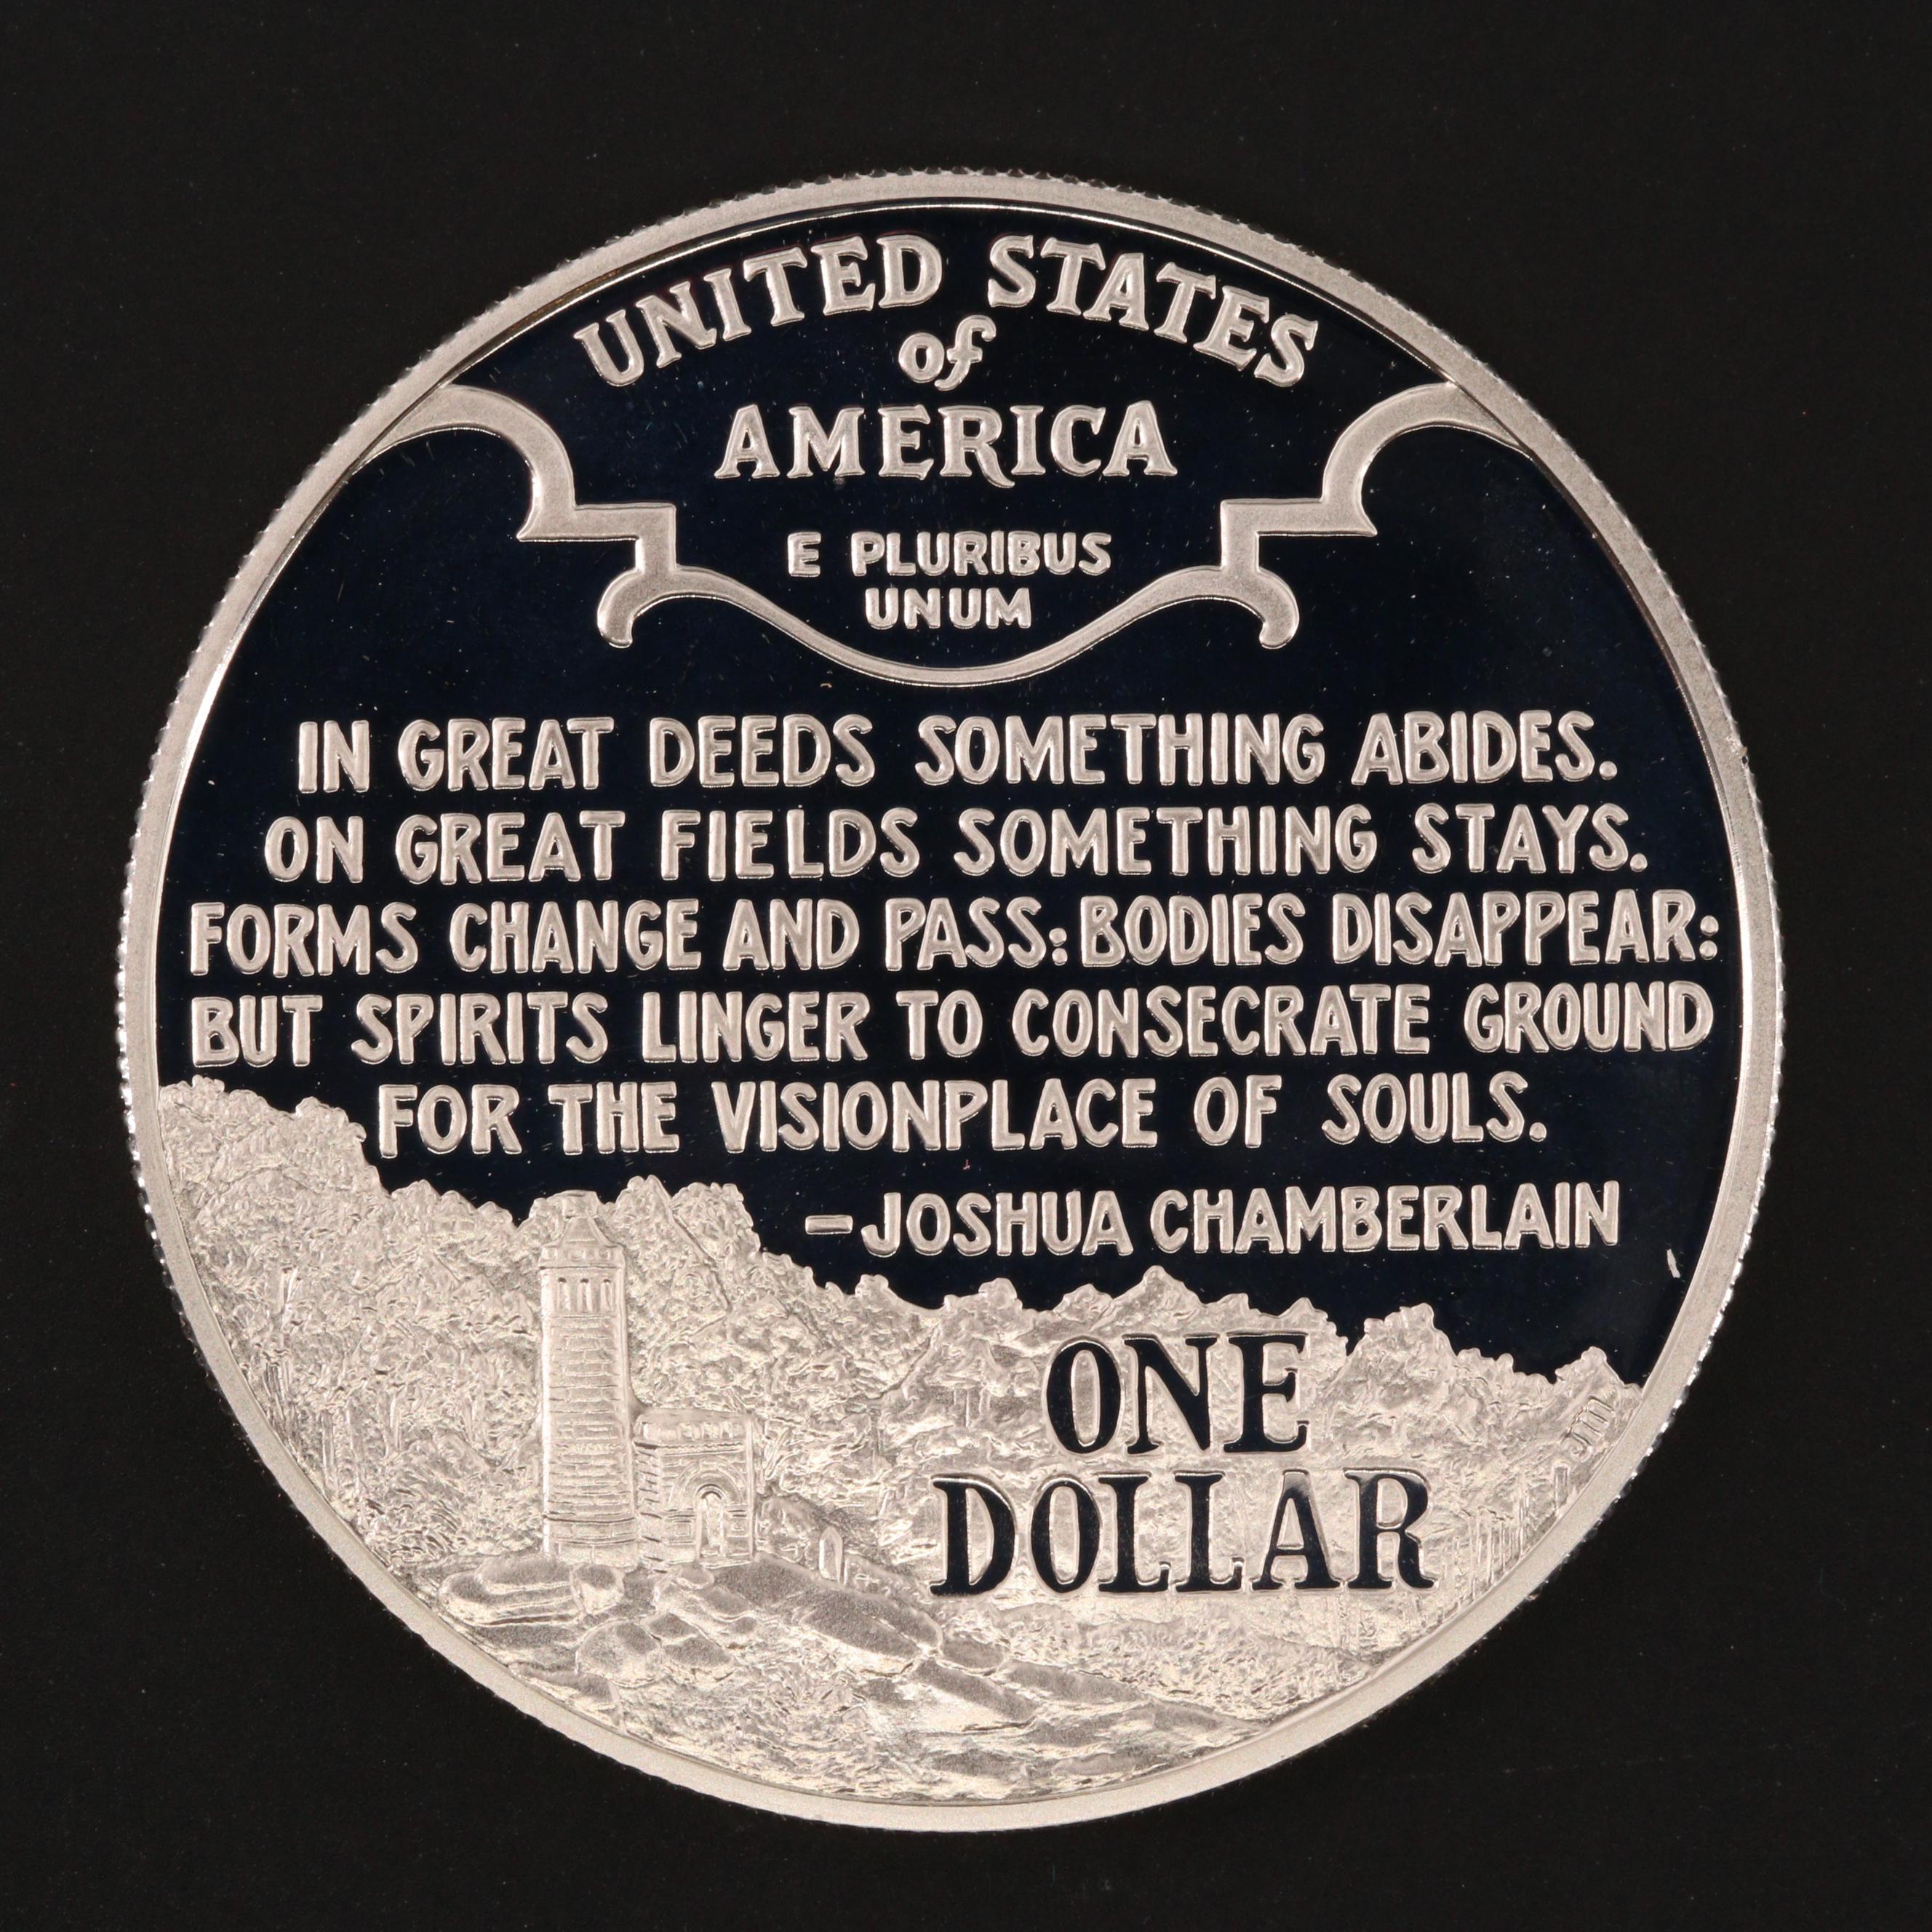 UNITED STATES
of
AMERICA
E PLURIBUS
UNUM
IN GREAT DEEDS SOMETHING ABIDES.
ON GREAT FIELDS SOMETHING STAYS.
FORMS CHANGE AND PASS: BODIES DISAPPEAR:
BUT SPIRITS LINGER TO CONSECRATE GROUND
FOR THE VISIONPLACE OF SOULS.
–JOSHUA CHAMBERLAIN
ONE
DOLLAR
JM